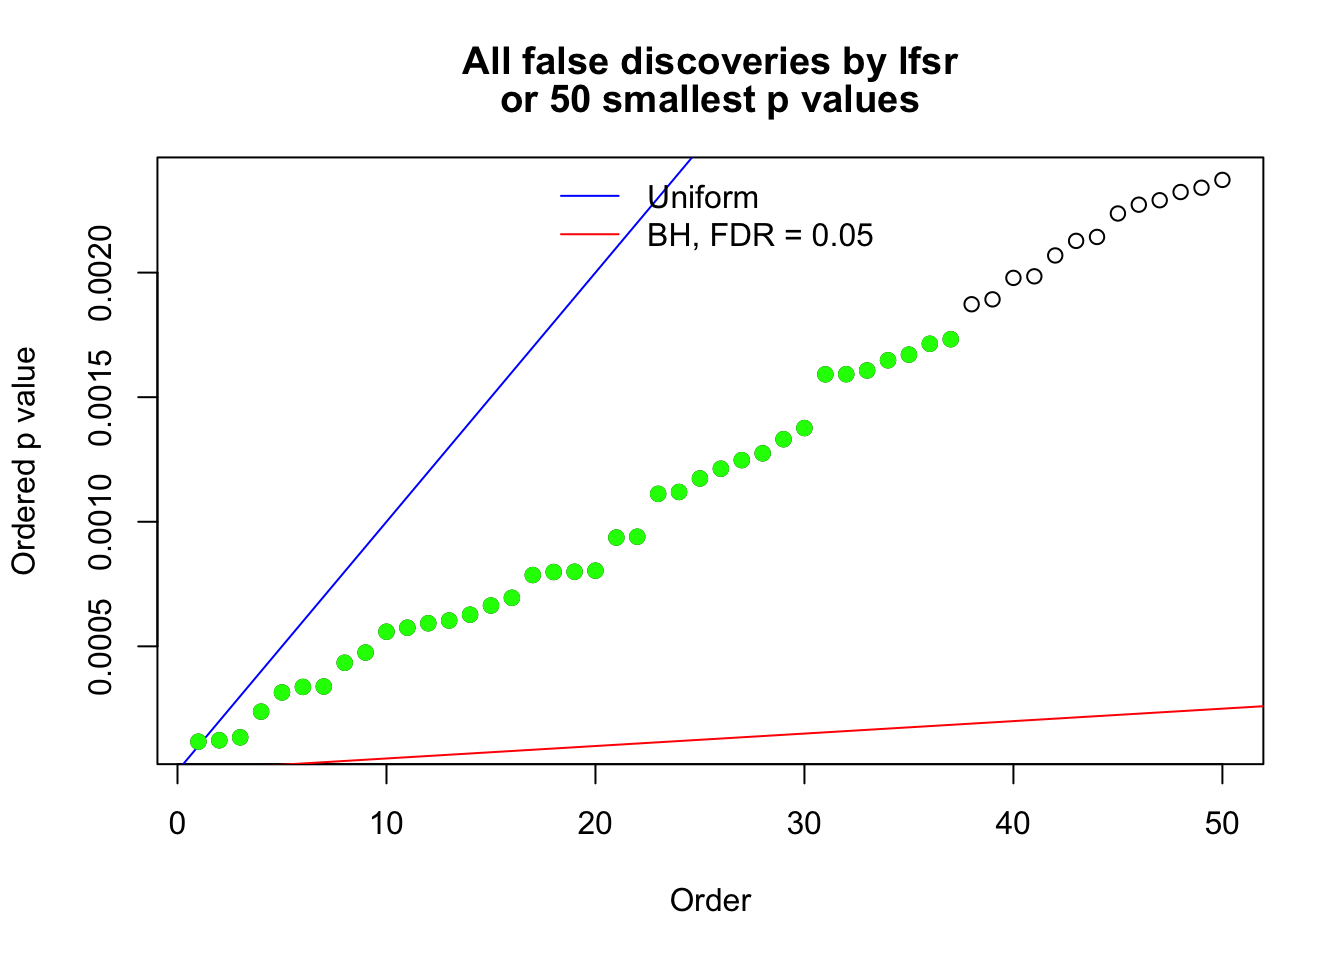 All false discoveries by lfsr
or 50 smallest p values
Uniform
BH, FDR = 0.05
Ordered p value
0.0005 0.0010 0.0015 0.0020
0 10 20 30 40 50
Order